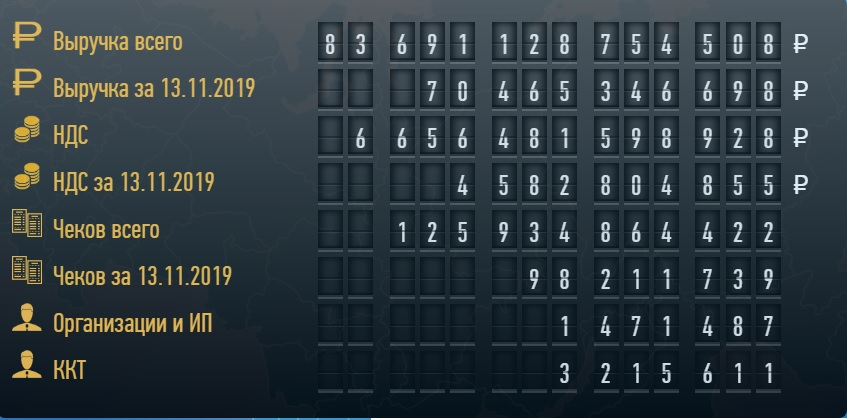 ₽ Выручка всего 83 691 128 754 508 ₽
₽ Выручка за 13.11.2019 70 465 346 698 ₽
НДС 6 656 481 598 928 ₽
НДС за 13.11.2019 4 582 804 855 ₽
Чеков всего 125 934 864 422
Чеков за 13.11.2019 98 211 739
Организации и ИП 1 471 487
ККТ 3 215 611